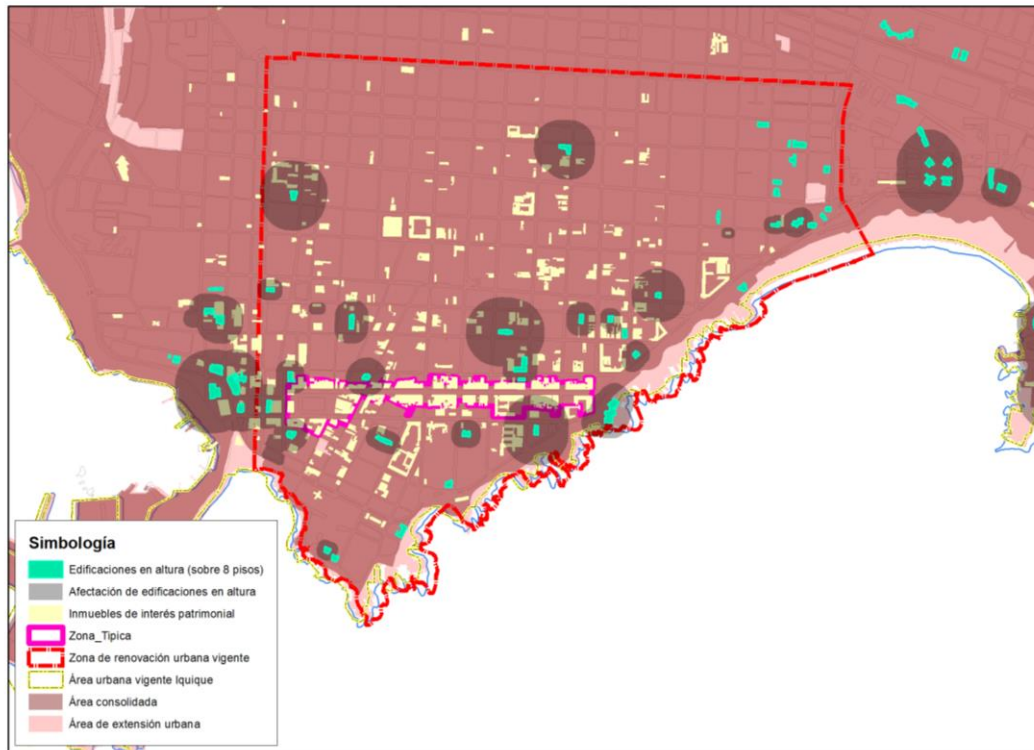 Simbología
Edificaciones en altura (sobre 8 pisos)
Afectación de edificaciones en altura
Inmuebles de interés patrimonial
Zona_Tipica
Zona de renovación urbana vigente
Área urbana vigente Iquique
Área consolidada
Área de extensión urbana